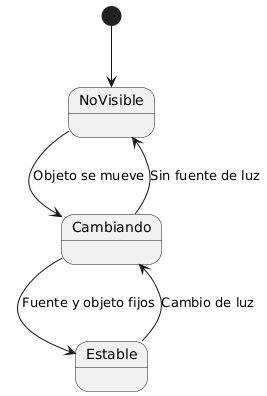 NoVisible
Objeto se mueve
Sin fuente de luz
Cambiando
Fuente y objeto fijos
Cambio de luz
Estable